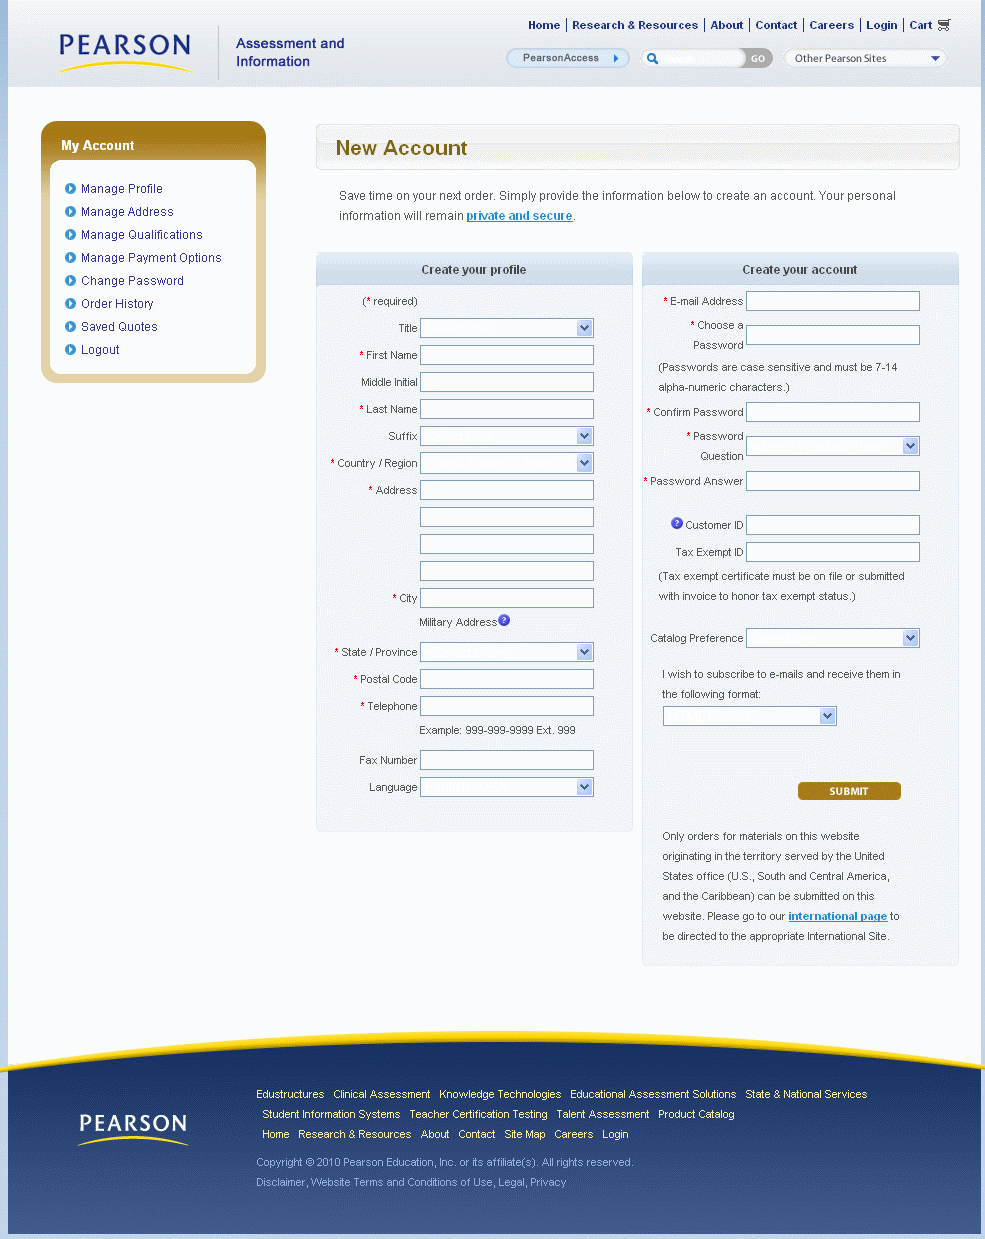 Home | Research & Resources | About | Contact | Careers | Login | Cart
PEARSON
Assessment and
Information
PearsonAccess
GO
Other Pearson Sites
My Account
Manage Profile
Manage Address
Manage Qualifications
Manage Payment Options
Change Password
Order History
Saved Quotes
Logout
New Account
Save time on your next order. Simply provide the information below to create an account. Your personal
information will remain private and secure.
Create your profile
(* required)
Title
* First Name
Middle Initial
* Last Name
Suffix
* Country / Region
* Address
* City
Military Address ?
* State / Province
* Postal Code
* Telephone
Example: 999-999-9999 Ext. 999
Fax Number
Language
Create your account
* E-mail Address
* Choose a
Password
(Passwords are case sensitive and must be 7-14
alpha-numeric characters.)
* Confirm Password
* Password
Question
* Password Answer
? Customer ID
Tax Exempt ID
(Tax exempt certificate must be on file or submitted
with invoice to honor tax exempt status.)
Catalog Preference
I wish to subscribe to e-mails and receive them in
the following format:
SUBMIT
Only orders for materials on this website
originating in the territory served by the United
States office (U.S., South and Central America,
and the Caribbean) can be submitted on this
website. Please go to our international page to
be directed to the appropriate International Site.
PEARSON
Edustructures Clinical Assessment Knowledge Technologies Educational Assessment Solutions State & National Services
Student Information Systems Teacher Certification Testing Talent Assessment Product Catalog
Home Research & Resources About Contact Site Map Careers Login
Copyright © 2010 Pearson Education, Inc. or its affiliate(s). All rights reserved.
Disclaimer, Website Terms and Conditions of Use, Legal, Privacy